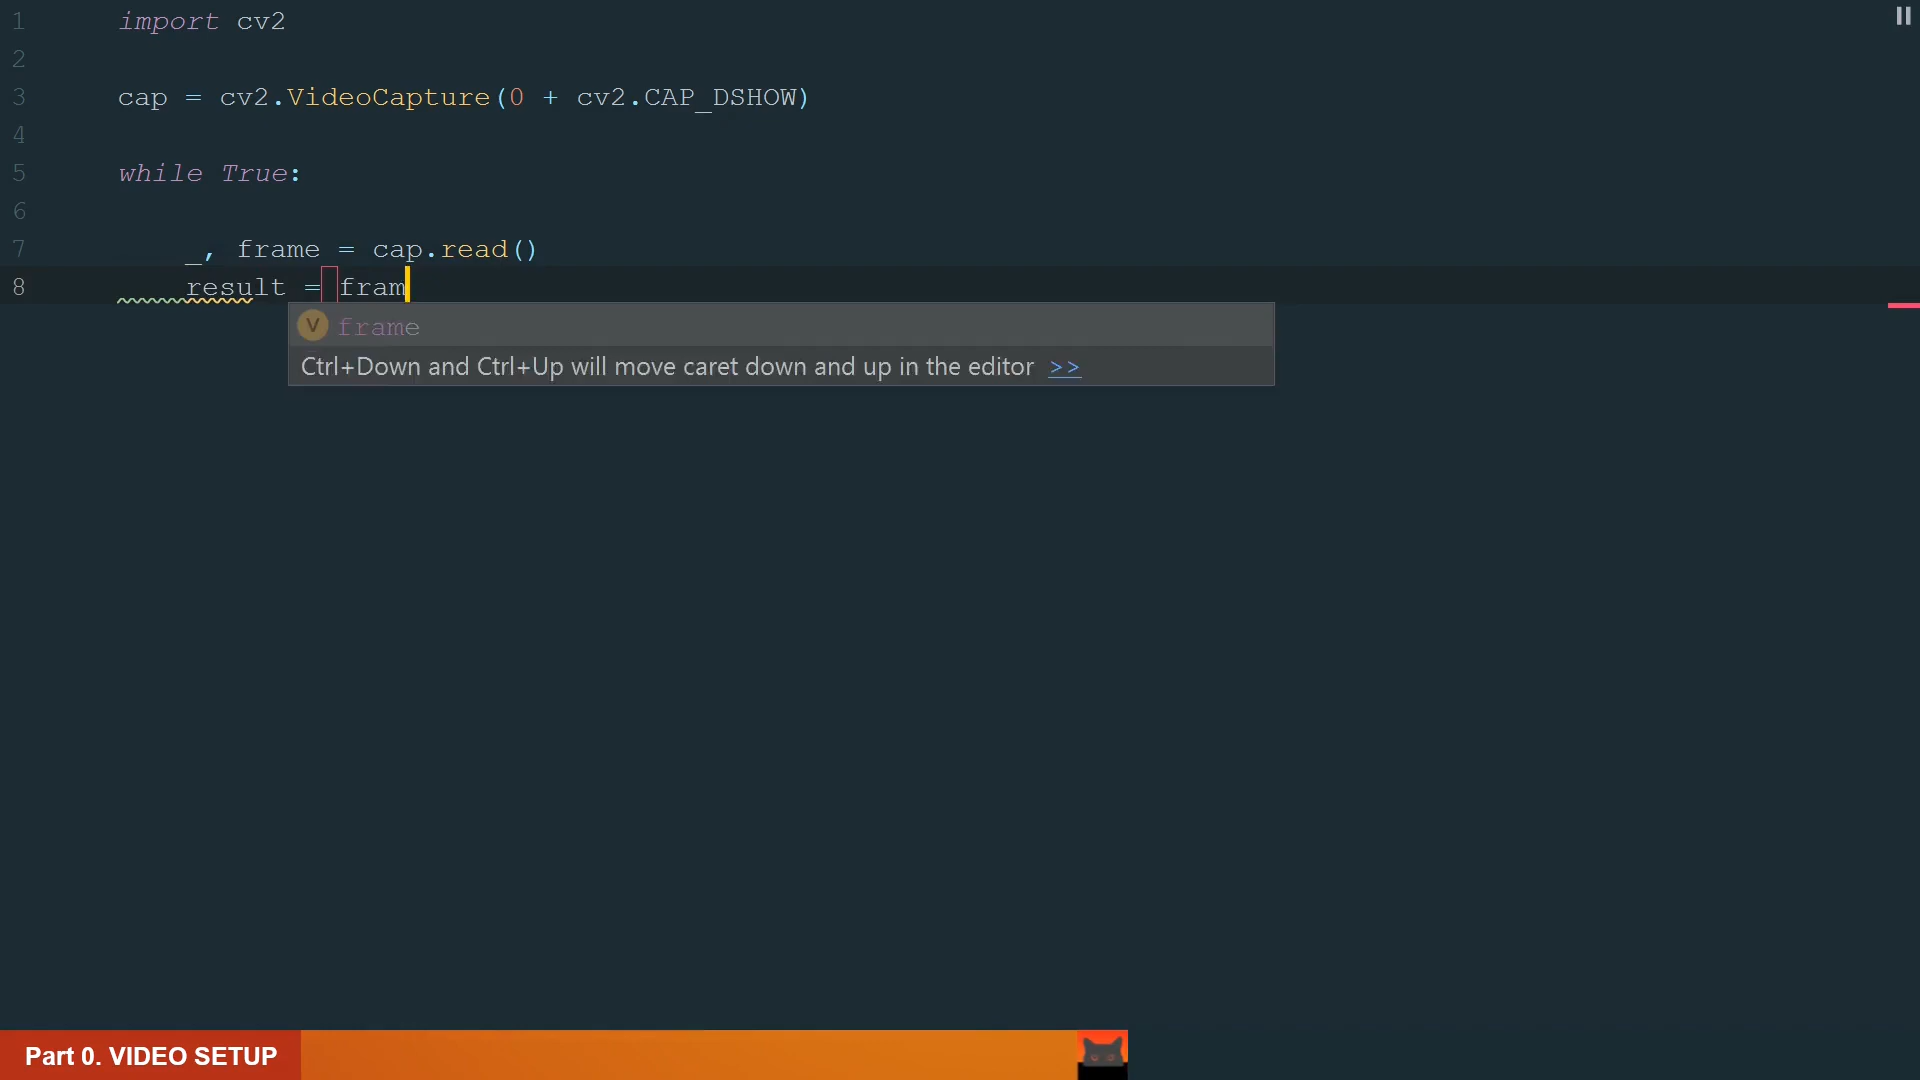 1 import cv2
2
3 cap = cv2.VideoCapture(0 + cv2.CAP_DSHOW)
4
5 while True:
6
7 _, frame = cap.read()
8 result = fram
V frame
Ctrl+Down and Ctrl+Up will move caret down and up in the editor >>
Part 0. VIDEO SETUP